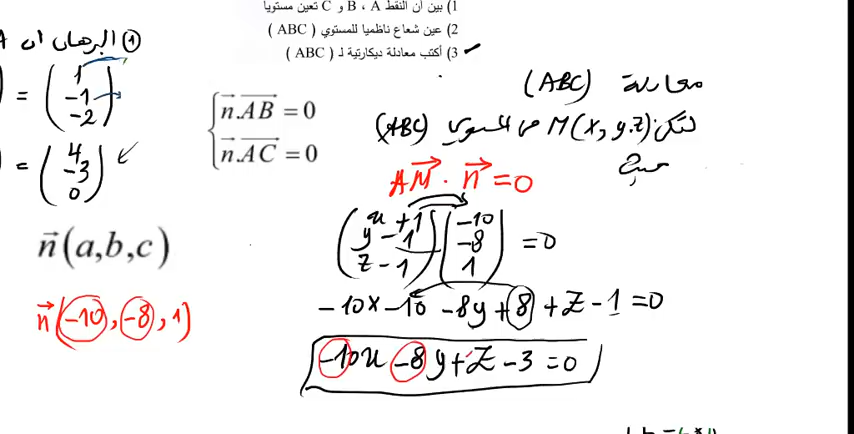 1) بين أن النقط A ، B و C تعين مستويا
2) عين شعاع ناظميا للمستوي ( ABC )
3) أكتب معادلة ديكارتية لـ ( ABC )
① البرهان ان A
= (1 -1 -2)
= (4 -3 0)
n⃗(a,b,c)
n⃗(-10, -8, 1)
{ n⃗.AB⃗ = 0
n⃗.AC⃗ = 0
معادلة (ABC)
لتكن M(x, y, z) من المستوي (ABC)
حيث
AM⃗ . n⃗ = 0
(x+1 y-1 z-1) (-10 -8 1) = 0
-10x -10 -8y +8 +z -1 = 0
-10x -8y +z -3 = 0